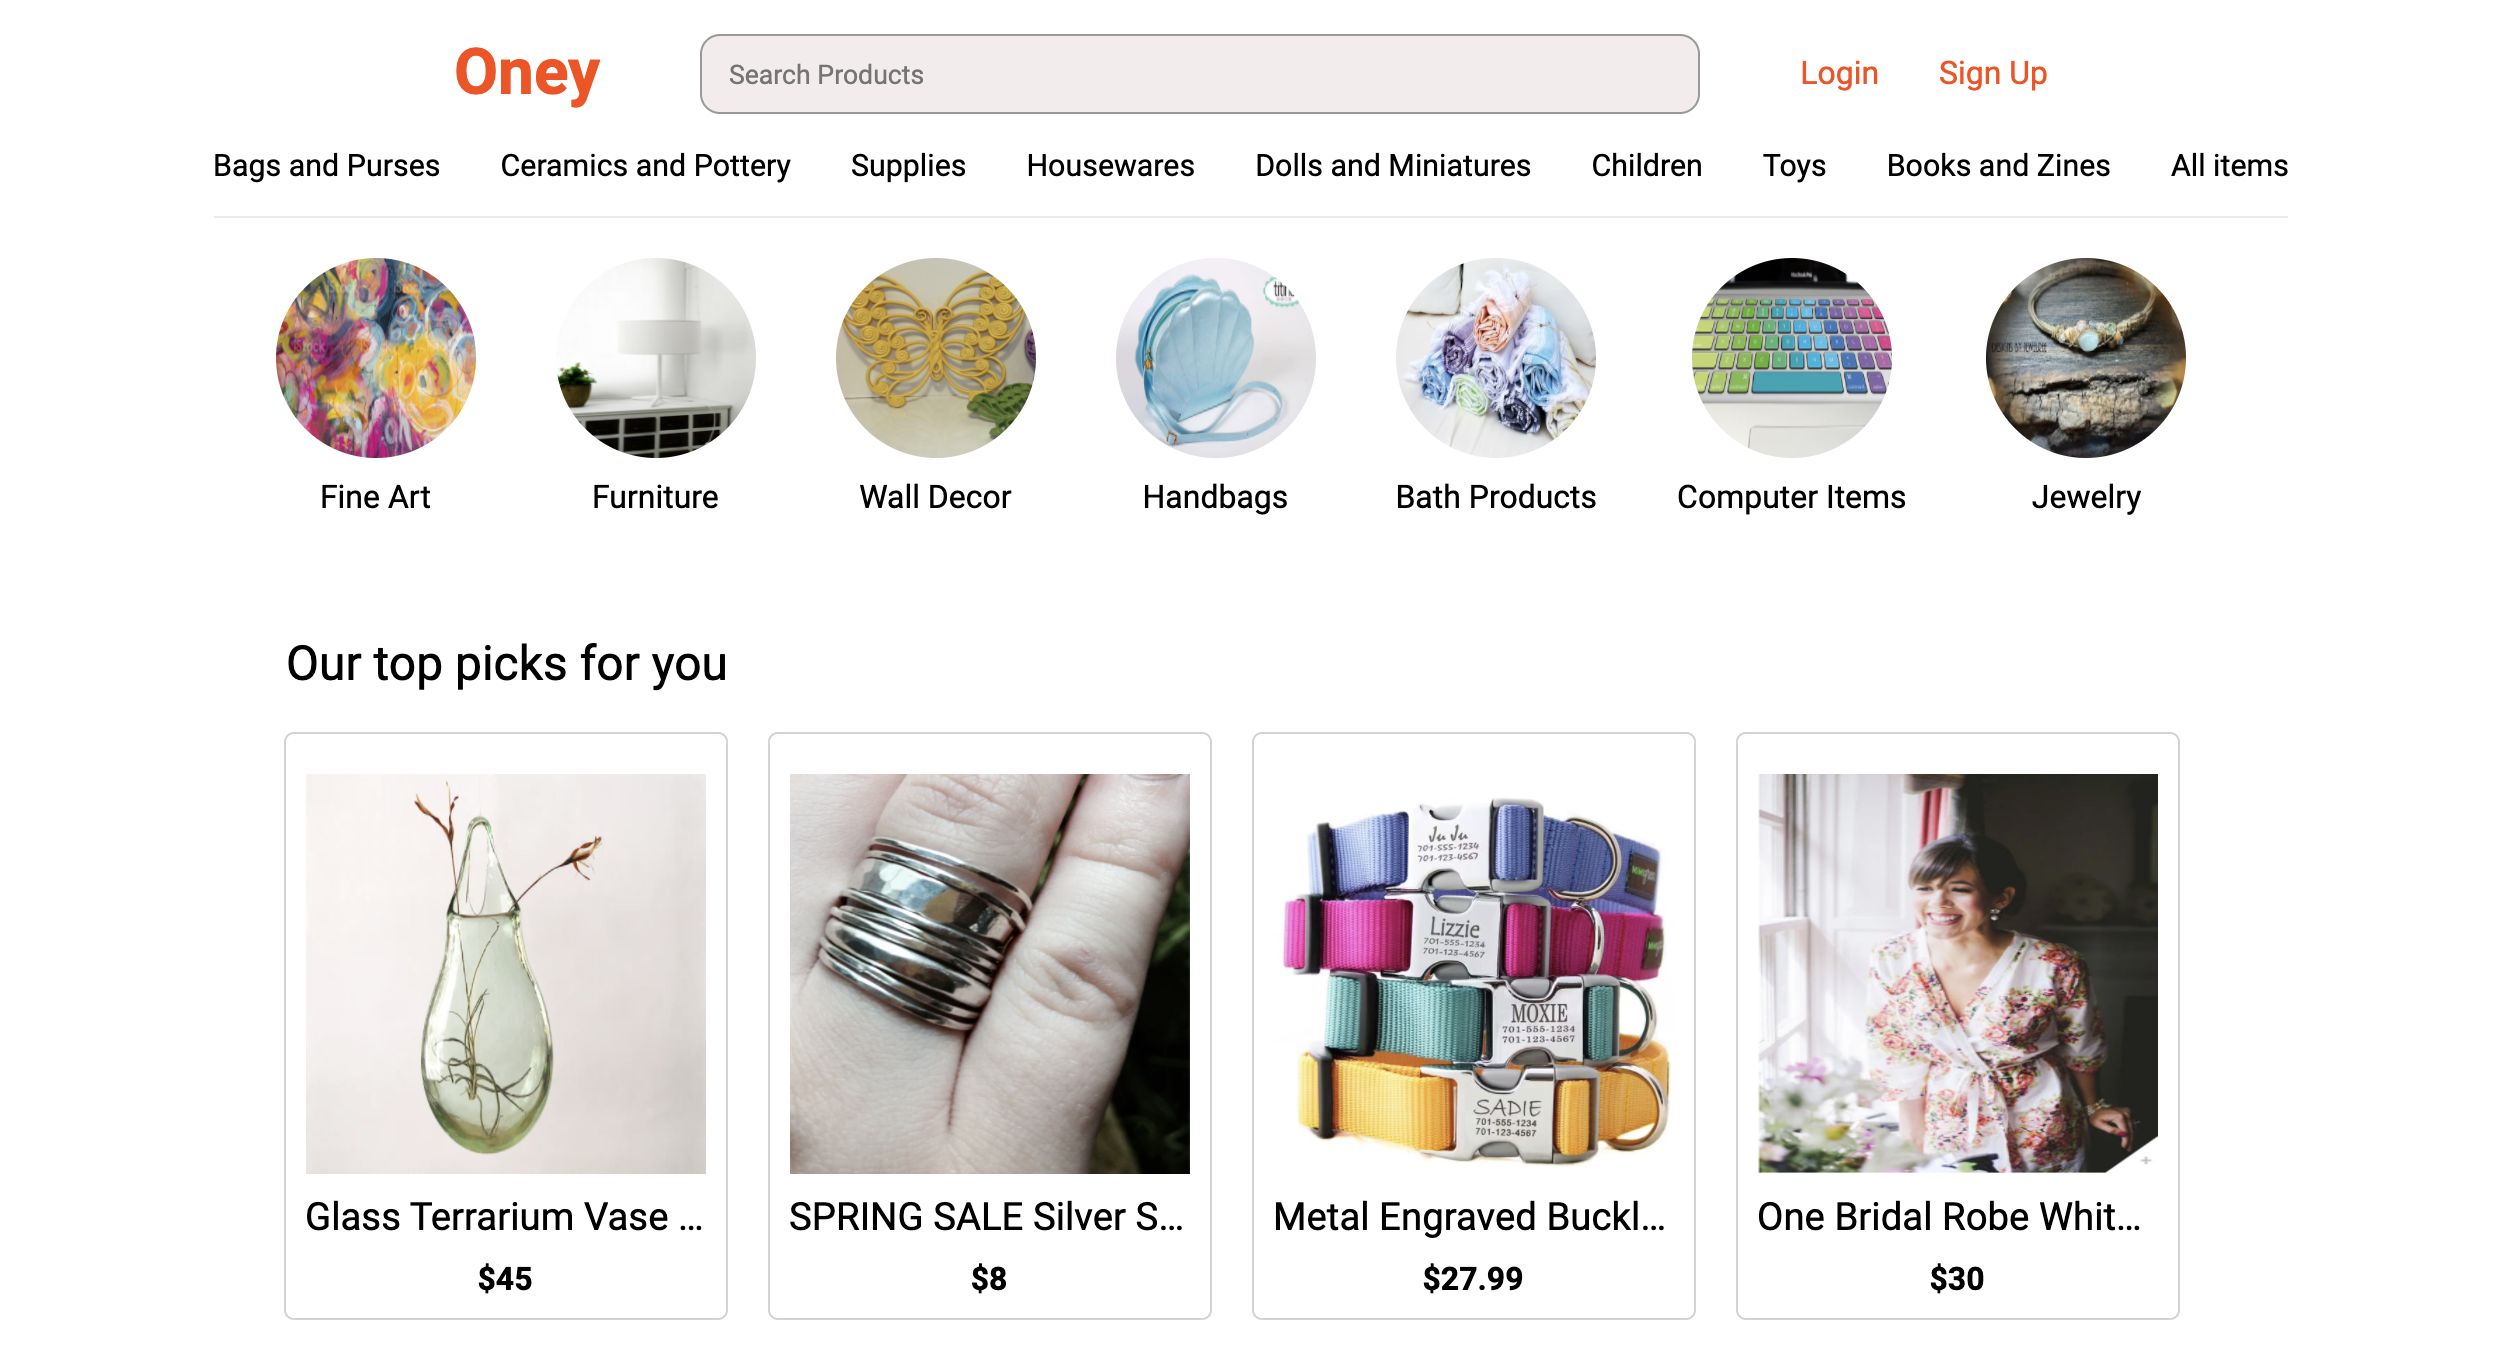 Oney
Search Products
Login
Sign Up
Bags and Purses
Ceramics and Pottery
Supplies
Housewares
Dolls and Miniatures
Children
Toys
Books and Zines
All items
Fine Art
Furniture
Wall Decor
Handbags
Bath Products
Computer Items
Jewelry
Our top picks for you
Ju Ju
701-555-1234
701-123-4567
Lizzie
701-555-1234
701-123-4567
MOXIE
701-555-1234
701-123-4567
SADIE
701-555-1234
701-123-4567
Glass Terrarium Vase ...
$45
SPRING SALE Silver S...
$8
Metal Engraved Buckl...
$27.99
One Bridal Robe Whit...
$30